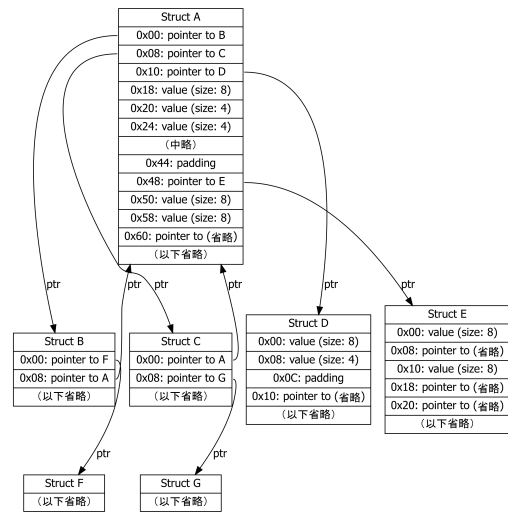 Struct A
0x00: pointer to B
0x08: pointer to C
0x10: pointer to D
0x18: value (size: 8)
0x20: value (size: 4)
0x24: value (size: 4)
（中略）
0x44: padding
0x48: pointer to E
0x50: value (size: 8)
0x58: value (size: 8)
0x60: pointer to (省略)
（以下省略）
ptr
ptr
ptr
ptr
ptr
ptr
Struct B
0x00: pointer to F
0x08: pointer to A
（以下省略）
Struct C
0x00: pointer to A
0x08: pointer to G
（以下省略）
Struct D
0x00: value (size: 8)
0x08: value (size: 4)
0x0C: padding
0x10: pointer to (省略)
（以下省略）
Struct E
0x00: value (size: 8)
0x08: pointer to (省略)
0x10: value (size: 8)
0x18: pointer to (省略)
0x20: pointer to (省略)
（以下省略）
ptr
ptr
Struct F
（以下省略）
Struct G
（以下省略）